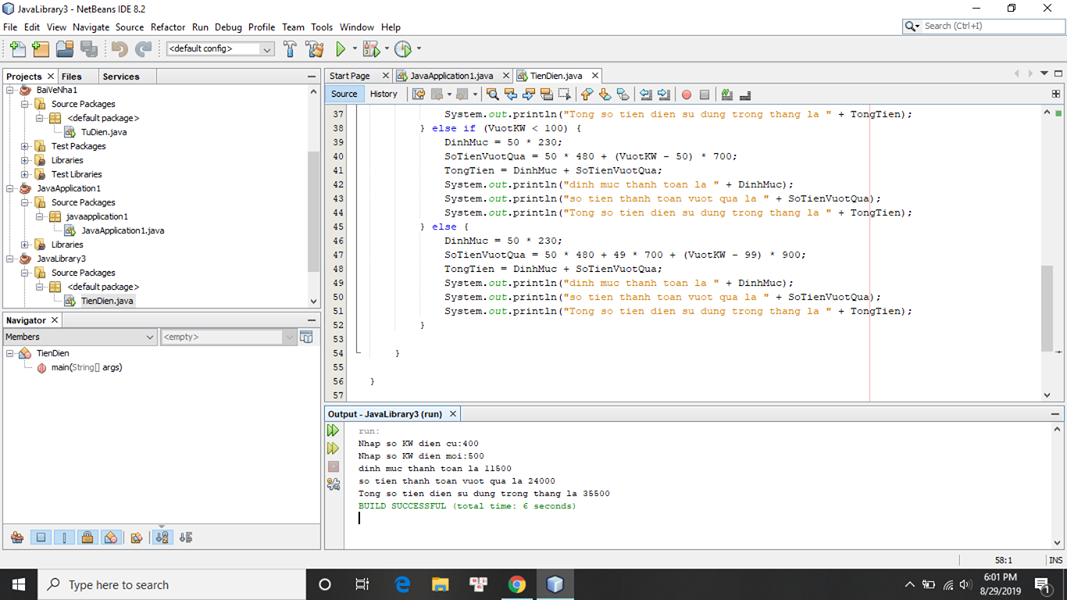 JavaLibrary3 - NetBeans IDE 8.2
File Edit View Navigate Source Refactor Run Debug Profile Team Tools Window Help
Search (Ctrl+I)
<default config>
Projects Files Services
BaiVeNha1
Source Packages
<default package>
TuDien.java
Test Packages
Libraries
Test Libraries
JavaApplication1
Source Packages
javaapplication1
JavaApplication1.java
Libraries
JavaLibrary3
Source Packages
<default package>
TienDien.java
Navigator
Members <empty>
TienDien
main(String[] args)
Start Page JavaApplication1.java TienDien.java
Source History
37 System.out.println("Tong so tien dien su dung trong thang la " + TongTien);
38 } else if (VuotKW < 100) {
39 DinhMuc = 50 * 230;
40 SoTienVuotQua = 50 * 480 + (VuotKW - 50) * 700;
41 TongTien = DinhMuc + SoTienVuotQua;
42 System.out.println("dinh muc thanh toan la " + DinhMuc);
43 System.out.println("so tien thanh toan vuot qua la " + SoTienVuotQua);
44 System.out.println("Tong so tien dien su dung trong thang la " + TongTien);
45 } else {
46 DinhMuc = 50 * 230;
47 SoTienVuotQua = 50 * 480 + 49 * 700 + (VuotKW - 99) * 900;
48 TongTien = DinhMuc + SoTienVuotQua;
49 System.out.println("dinh muc thanh toan la " + DinhMuc);
50 System.out.println("so tien thanh toan vuot qua la " + SoTienVuotQua);
51 System.out.println("Tong so tien dien su dung trong thang la " + TongTien);
52 }
53
54 }
55
56 }
57
Output - JavaLibrary3 (run)
run:
Nhap so KW dien cu:400
Nhap so KW dien moi:500
dinh muc thanh toan la 11500
so tien thanh toan vuot qua la 24000
Tong so tien dien su dung trong thang la 35500
BUILD SUCCESSFUL (total time: 6 seconds)
58:1 INS
Type here to search
6:01 PM
8/29/2019
1